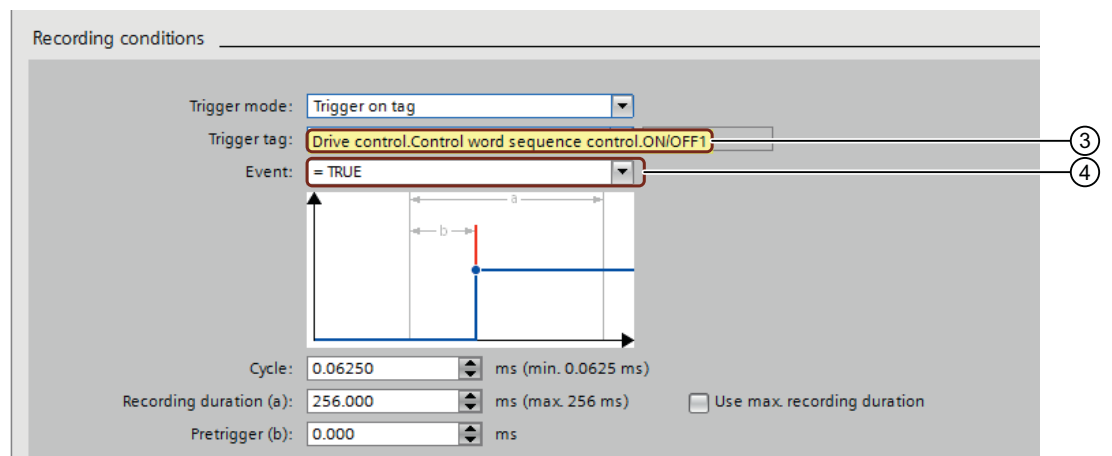 Recording conditions
Trigger mode: Trigger on tag
Trigger tag: Drive control.Control word sequence control.ON/OFF1 ③
Event: = TRUE ④
a
b
Cycle: 0.06250 ms (min. 0.0625 ms)
Recording duration (a): 256.000 ms (max. 256 ms) Use max. recording duration
Pretrigger (b): 0.000 ms